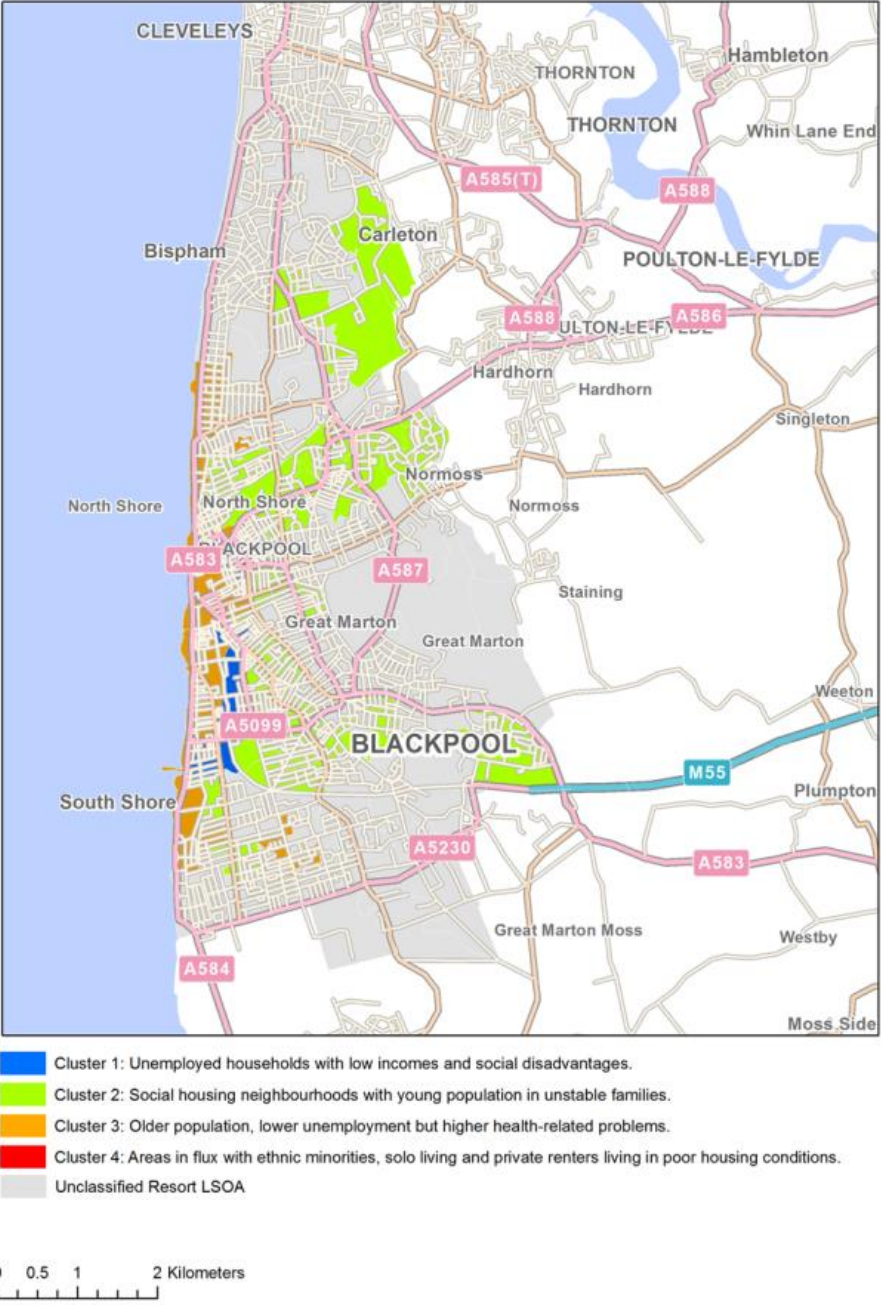 CLEVELEYS
Hambleton
THORNTON
THORNTON
Whin Lane End
A585(T)
A588
Carleton
Bispham
POULTON-LE-FYLDE
A588
A586
ULTON-LE-FYLDE
Hardhorn
Hardhorn
Singleton
Normoss
North Shore
North Shore
Normoss
BLACKPOOL
A583
A587
Staining
Great Marton
Great Marton
Weeton
A5099
BLACKPOOL
M55
Plumpton
South Shore
A5230
A583
Great Marton Moss
Westby
A584
Moss Side
Cluster 1: Unemployed households with low incomes and social disadvantages.
Cluster 2: Social housing neighbourhoods with young population in unstable families.
Cluster 3: Older population, lower unemployment but higher health-related problems.
Cluster 4: Areas in flux with ethnic minorities, solo living and private renters living in poor housing conditions.
Unclassified Resort LSOA
0 0.5 1 2 Kilometers